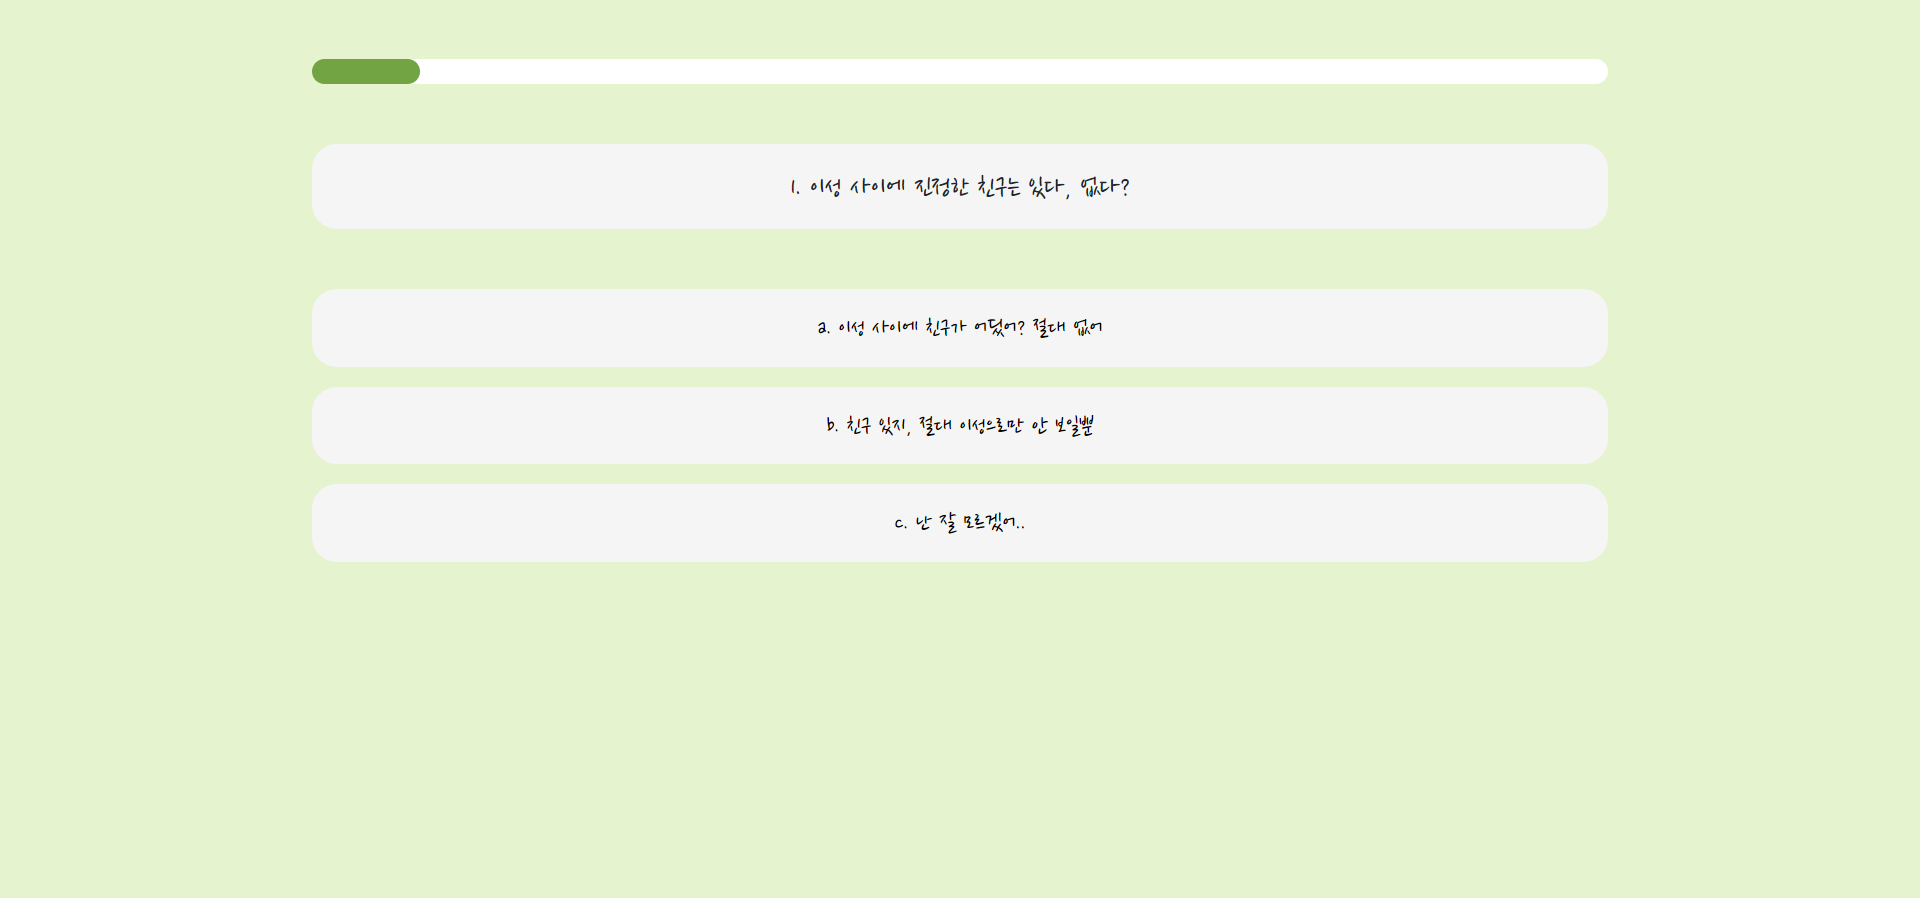 1. 이성 사이에 진정한 친구는 있다, 없다?
a. 이성 사이에 친구가 어딨어? 절대 없어
b. 친구 있지, 절대 이성으로만 안 보일뿐
c. 난 잘 모르겠어..